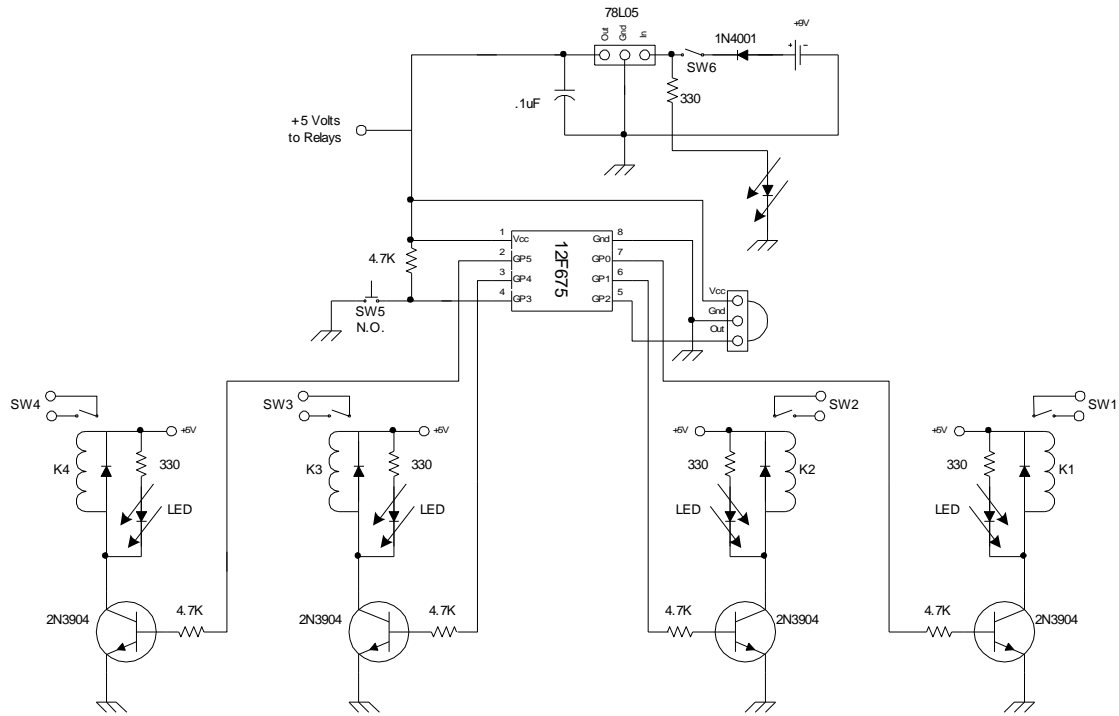 78L05
Out
Gnd
In
1N4001
+9V
+
-
SW6
.1uF
330
+5 Volts
to Relays
1
Vcc
2
GP5
3
GP4
4
GP3
12F675
8
Gnd
7
GP0
6
GP1
5
GP2
4.7K
SW5
N.O.
Vcc
Gnd
Out
SW4
+5V
K4
330
LED
2N3904
4.7K
SW3
+5V
K3
330
LED
2N3904
4.7K
SW2
+5V
330
K2
LED
4.7K
2N3904
SW1
+5V
330
K1
LED
4.7K
2N3904